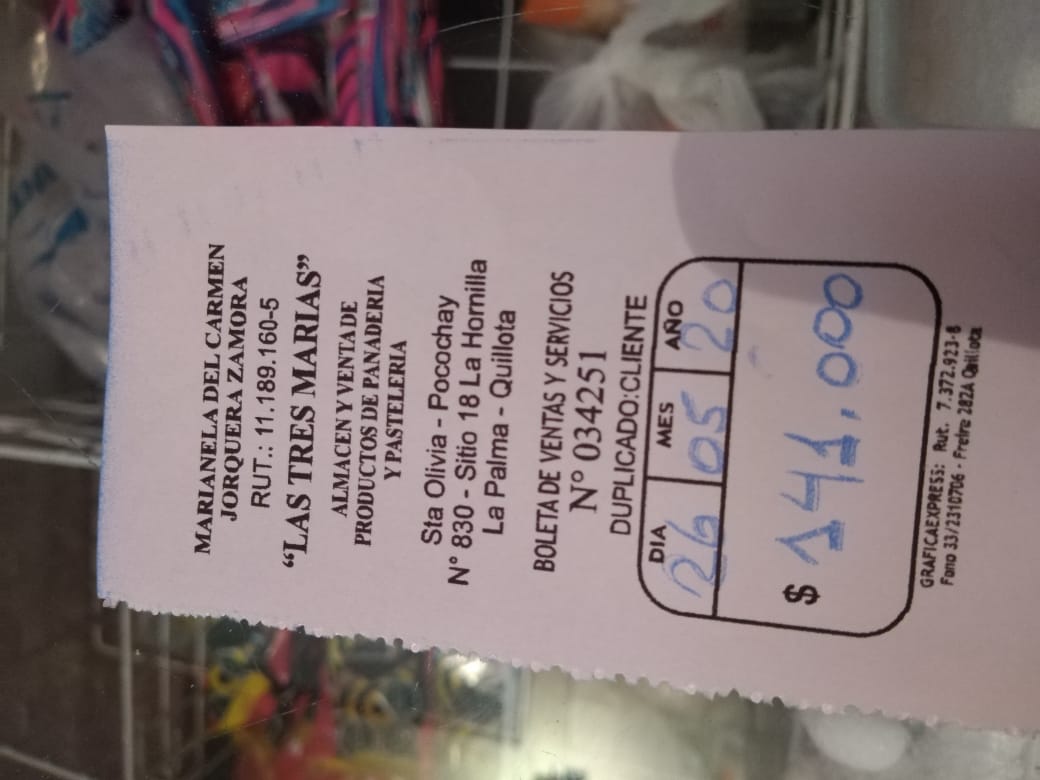 MARIANELA DEL CARMEN
JORQUERA ZAMORA
RUT.: 11.189.160-5
“LAS TRES MARIAS”
ALMACEN Y VENTA DE
PRODUCTOS DE PANADERIA
Y PASTELERIA
Sta Olivia - Pocochay
N° 830 - Sitio 18 La Hornilla
La Palma - Quillota
BOLETA DE VENTAS Y SERVICIOS
N° 034251
DUPLICADO:CLIENTE
DIA MES AÑO
26 05 20
$ 141.000
GRAFICAEXPRESS: Rut. 7.372.923-8
Fono 33/2310706 - Freire 282A Quillota